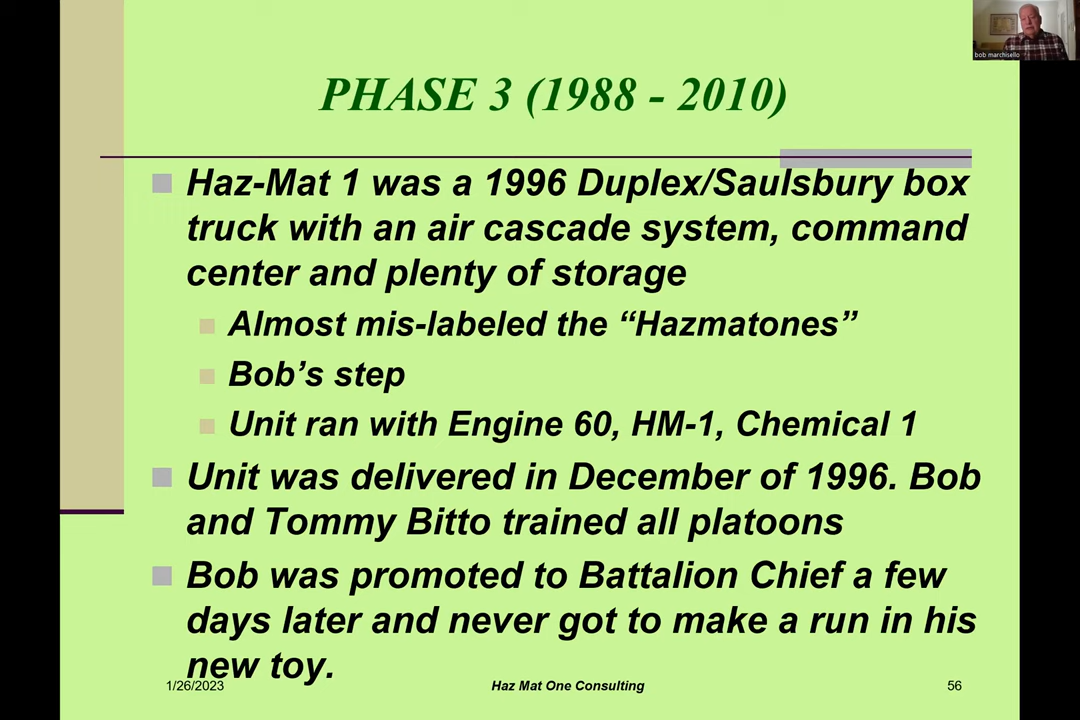 bob marchisello
PHASE 3 (1988 - 2010)
Haz-Mat 1 was a 1996 Duplex/Saulsbury box
truck with an air cascade system, command
center and plenty of storage
Almost mis-labeled the “Hazmatones”
Bob’s step
Unit ran with Engine 60, HM-1, Chemical 1
Unit was delivered in December of 1996. Bob
and Tommy Bitto trained all platoons
Bob was promoted to Battalion Chief a few
days later and never got to make a run in his
new toy.
1/26/2023
Haz Mat One Consulting
56